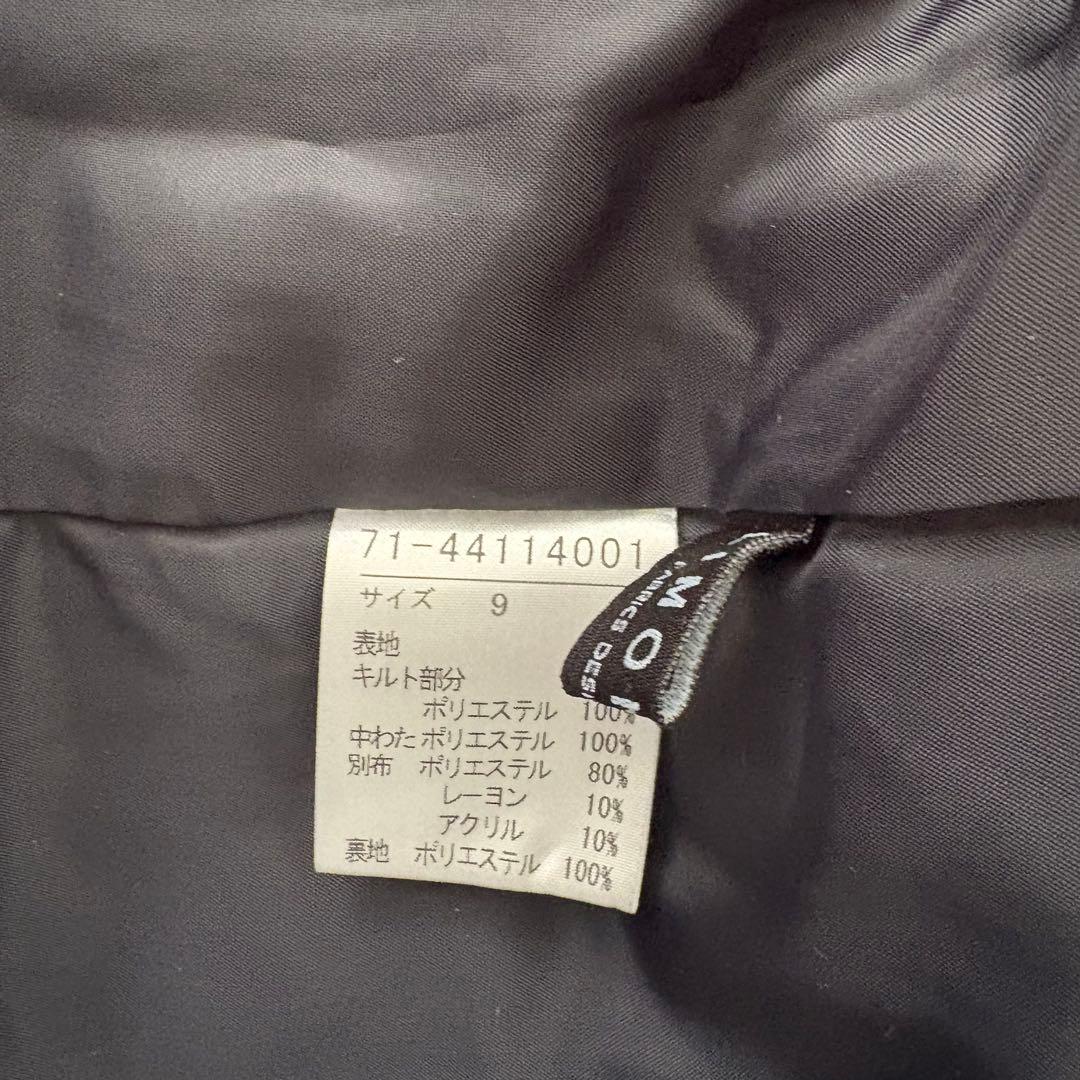 71-44114001
サイズ 9
表地
キルト部分
ポリエステル 100%
中わた ポリエステル 100%
別布 ポリエステル 80%
レーヨン 10%
アクリル 10%
裏地 ポリエステル 100%